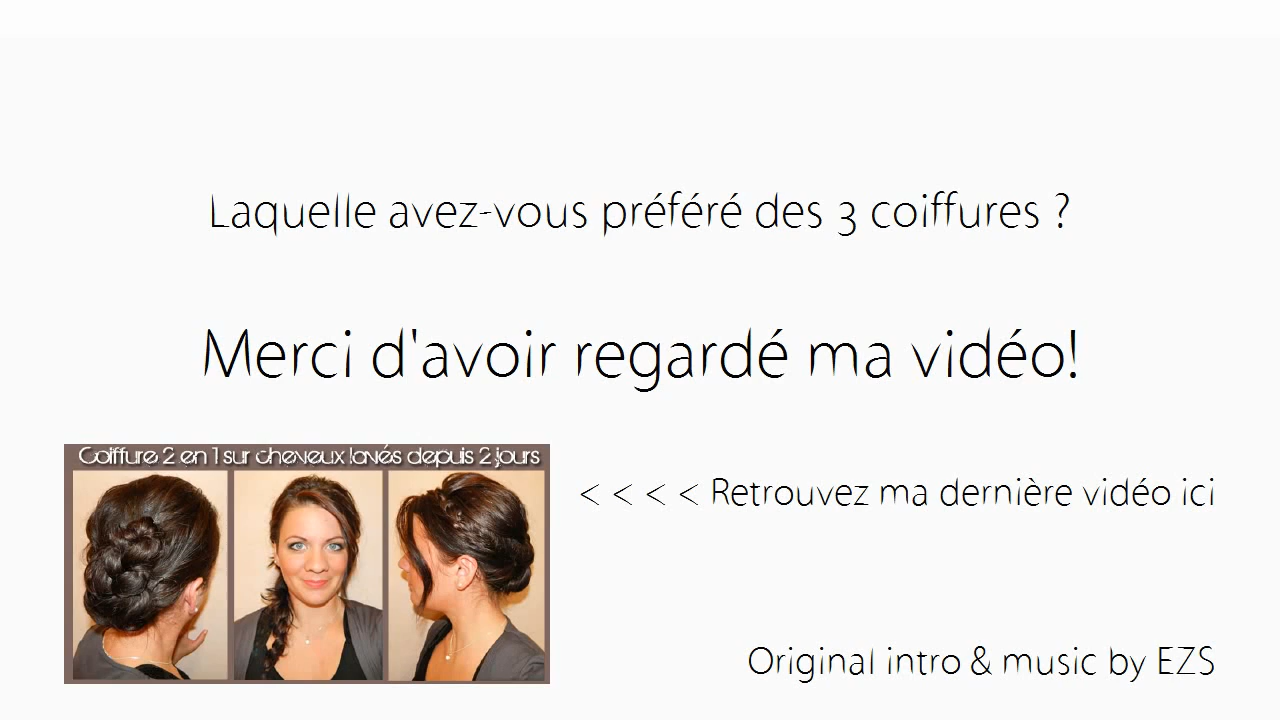 Laquelle avez-vous préféré des 3 coiffures ?
Merci d'avoir regardé ma vidéo!
Coiffure 2 en 1 sur cheveux lavés depuis 2 jours
< < < < Retrouvez ma dernière vidéo ici
Original intro & music by EZS